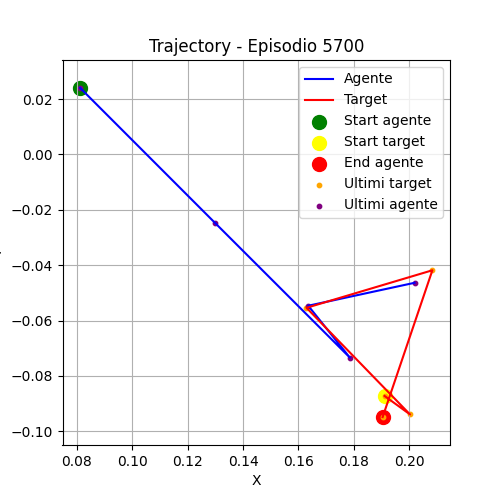 Trajectory - Episodio 5700
Agente
Target
Start agente
Start target
End agente
Ultimi target
Ultimi agente
0.02
0.00
−0.02
−0.04
−0.06
−0.08
−0.10
0.08 0.10 0.12 0.14 0.16 0.18 0.20
X